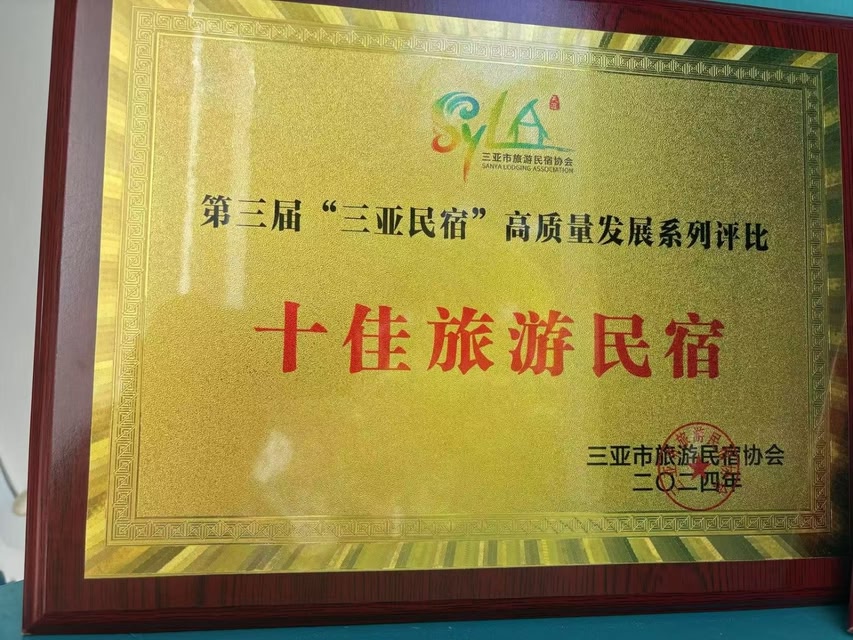 SyLA
三亚市旅游民宿协会
SANYA LODGING ASSOCIATION
第三届“三亚民宿”高质量发展系列评比
十佳旅游民宿
三亚市旅游民宿协会
二〇二四年